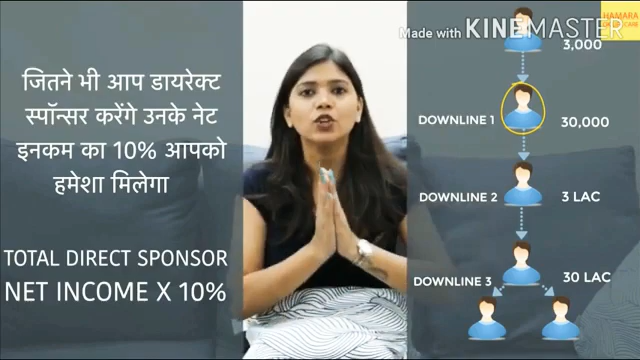 HAMARA
Made with KINEMASTER
3,000
जितने भी आप डायरेक्ट
स्पॉन्सर करेंगे उनके नेट
इनकम का 10% आपको
हमेशा मिलेगा
TOTAL DIRECT SPONSOR
NET INCOME X 10%
DOWNLINE 1
30,000
DOWNLINE 2
3 LAC
DOWNLINE 3
30 LAC